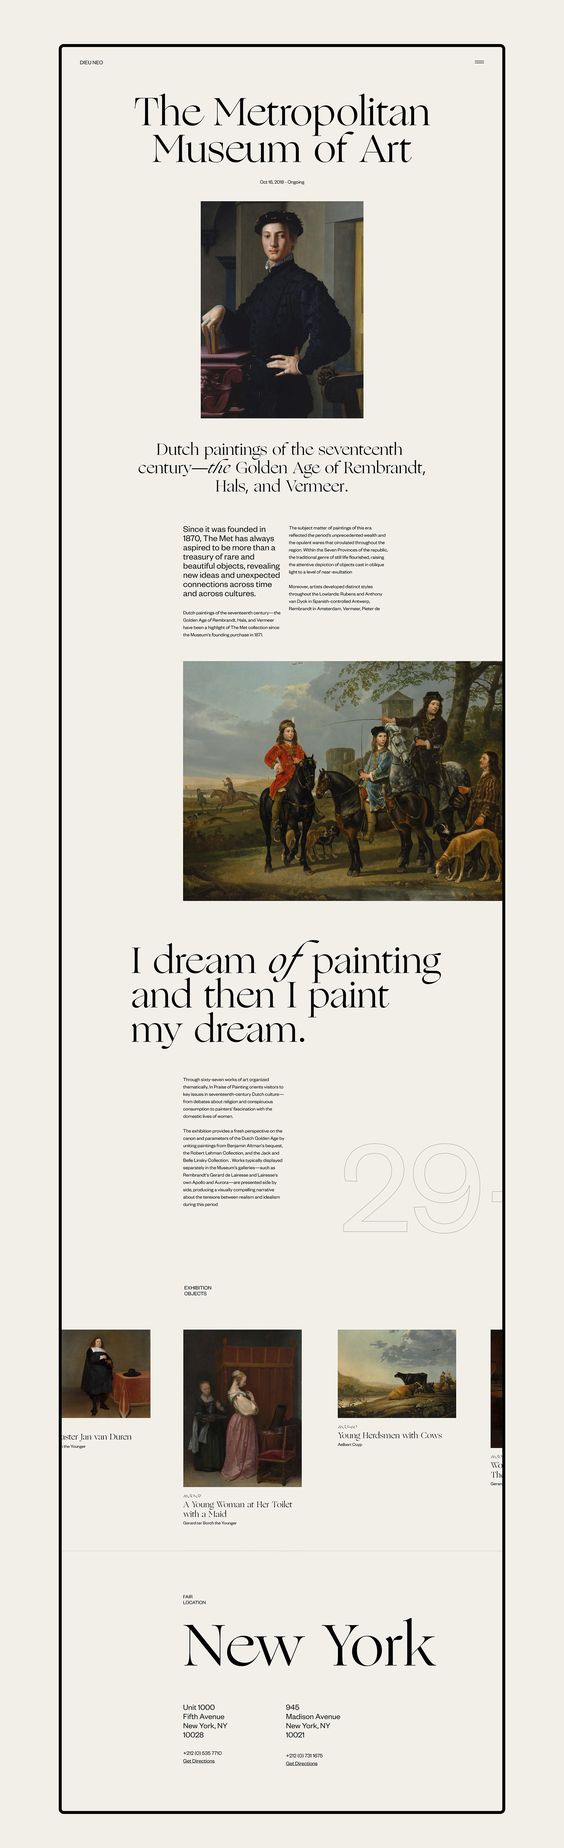 DIEU NEO
The Metropolitan
Museum of Art
Oct 16, 2018 - Ongoing
Dutch paintings of the seventeenth
century—the Golden Age of Rembrandt,
Hals, and Vermeer.
Since it was founded in
1870, The Met has always
aspired to be more than a
treasury of rare and
beautiful objects, revealing
new ideas and unexpected
connections across time
and across cultures.
Dutch paintings of the seventeenth century—the
Golden Age of Rembrandt, Hals, and Vermeer
have been a highlight of The Met collection since
the Museum's founding purchase in 1871.
The subject matter of paintings of this era
reflected the period's unprecedented wealth and
the opulent wares that circulated throughout the
region. Within the Seven Provinces of the republic,
the traditional genre of still life flourished, raising
the attentive depiction of objects cast in oblique
light to a level of near-exultation
Moreover, artists developed distinct styles
throughout the Lowlands: Rubens and Anthony
van Dyck in Spanish-controlled Antwerp,
Rembrandt in Amsterdam, Vermeer, Pieter de
I dream of painting
and then I paint
my dream.
Through sixty-seven works of art organized
thematically, In Praise of Painting orients visitors to
key issues in seventeenth-century Dutch culture—
from debates about religion and conspicuous
consumption to painters' fascination with the
domestic lives of women.
The exhibition provides a fresh perspective on the
canon and parameters of the Dutch Golden Age by
uniting paintings from Benjamin Altman's bequest,
the Robert Lehman Collection, and the Jack and
Belle Linsky Collection. . Works typically displayed
separately in the Museum's galleries—such as
Rembrandt's Gerard de Lairesse and Lairesse's
own Apollo and Aurora—are presented side by
side, producing a visually compelling narrative
about the tensions between realism and idealism
during this period
29-
EXHIBITION
OBJECTS
aster Jan van Duren
h the Younger
A Young Woman at Her Toilet
with a Maid
Gerard ter Borch the Younger
Young Herdsmen with Cows
Aelbert Cuyp
Wo
The
Gerard
FAIR
LOCATION
New York
Unit 1000
Fifth Avenue
New York, NY
10028
+212 (0) 535 7710
Get Directions
945
Madison Avenue
New York, NY
10021
+212 (0) 731 1675
Get Directions